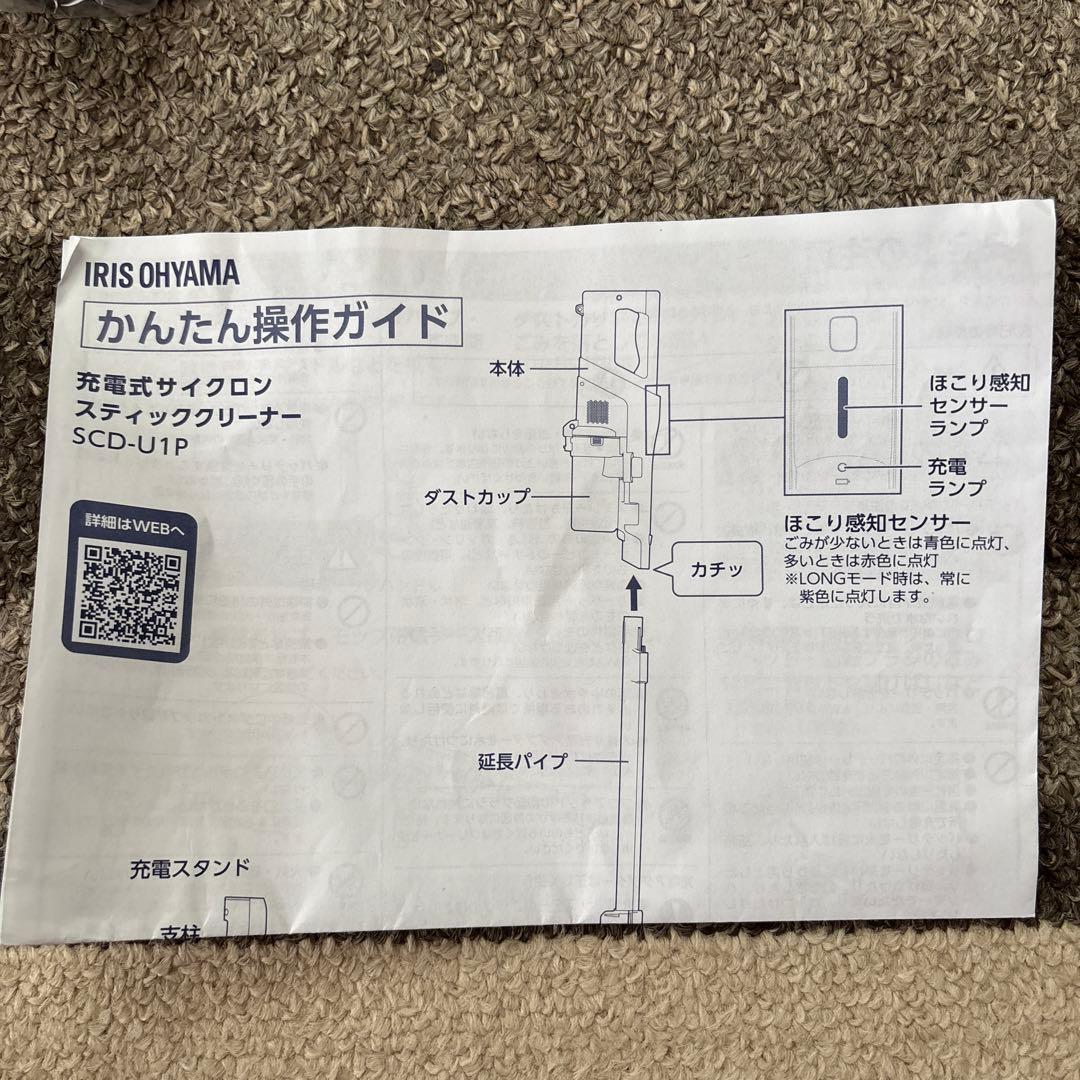 IRIS OHYAMA
かんたん操作ガイド
充電式サイクロン
スティッククリーナー
SCD-U1P
詳細はWEBへ
本体
ダストカップ
カチッ
延長パイプ
ほこり感知
センサー
ランプ
充電
ランプ
ほこり感知センサー
ごみが少ないときは青色に点灯、
多いときは赤色に点灯
※LONGモード時は、常に
紫色に点灯します。
充電スタンド
支柱